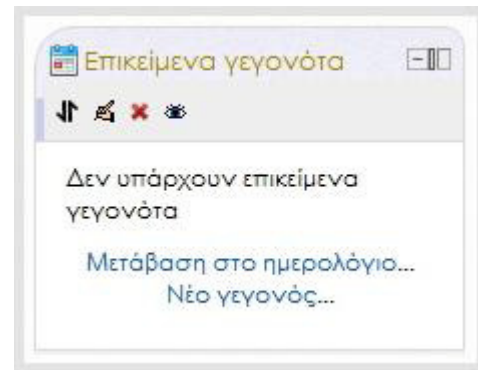 Επικείμενα γεγονότα
Δεν υπάρχουν επικείμενα
γεγονότα
Μετάβαση στο ημερολόγιο...
Νέο γεγονός...